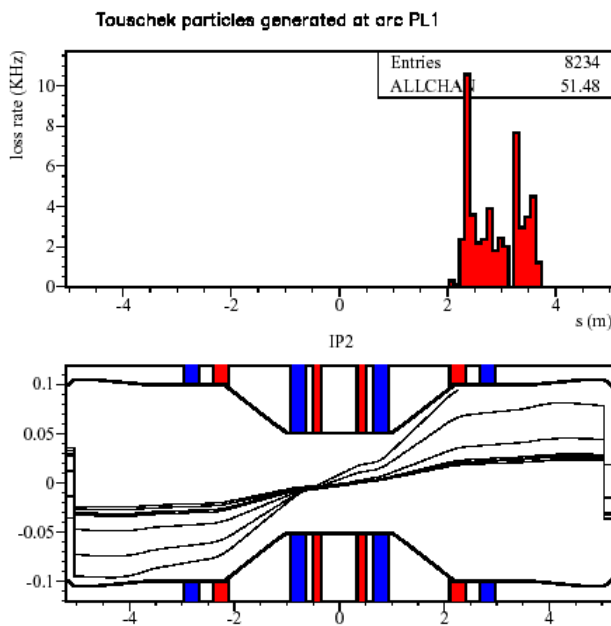 Touschek particles generated at arc PL1
Entries 8234
ALLCHAN 51.48
loss rate (KHz)
10
8
6
4
2
0
-4 -2 0 2 4
s (m)
IP2
0.1
0.05
0
-0.05
-0.1
-4 -2 0 2 4